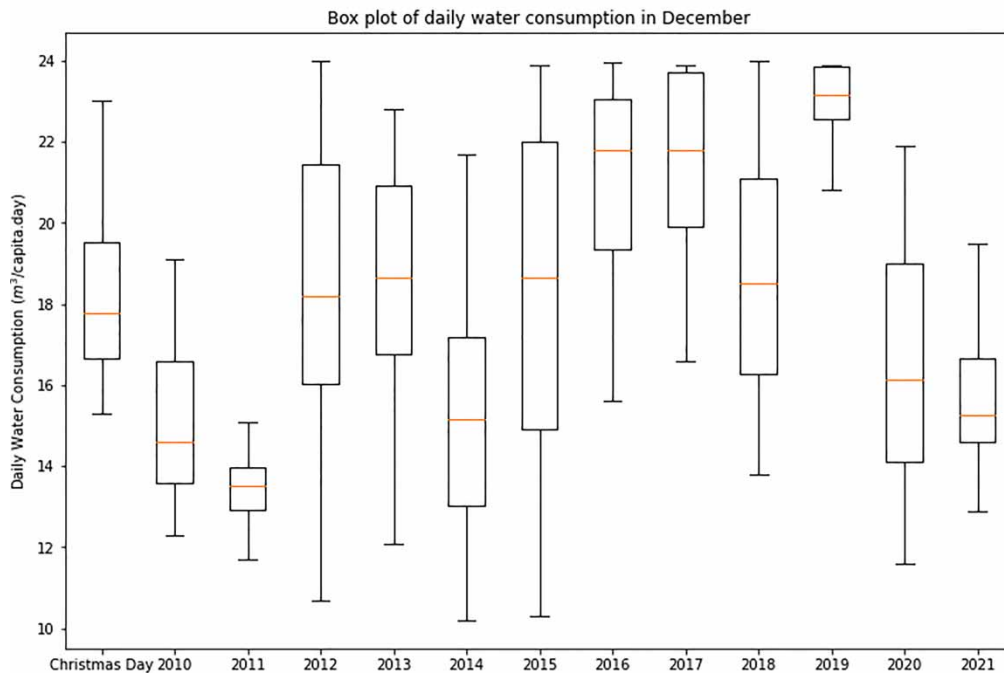 Box plot of daily water consumption in December
Daily Water Consumption (m³/capita.day)
24
22
20
18
16
14
12
10
Christmas Day 2010 2011 2012 2013 2014 2015 2016 2017 2018 2019 2020 2021